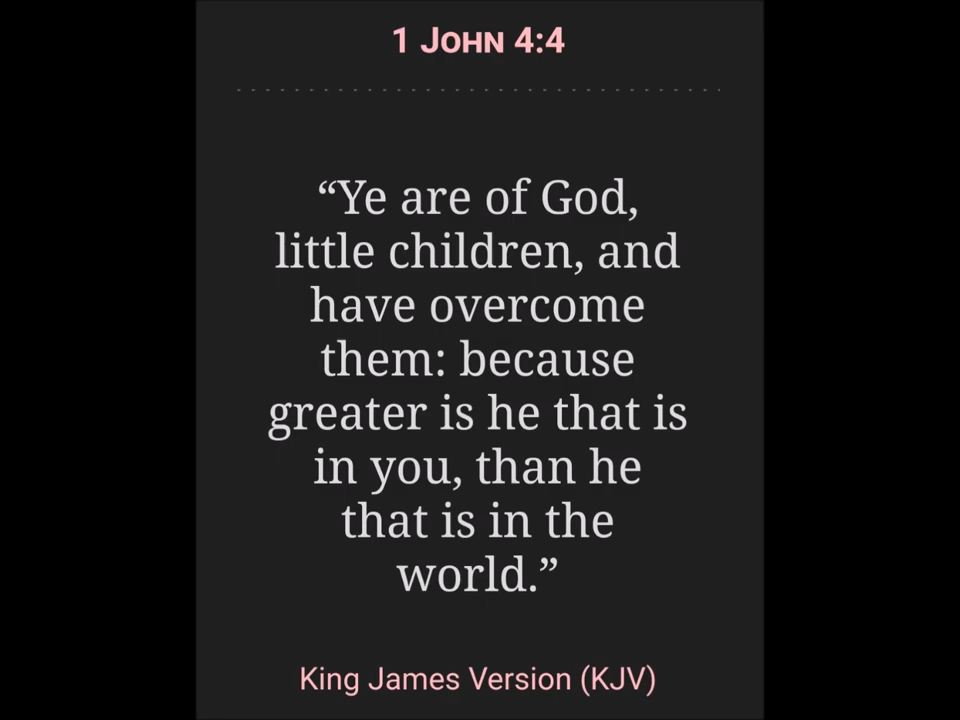 1 John 4:4
“Ye are of God,
little children, and
have overcome
them: because
greater is he that is
in you, than he
that is in the
world.”
King James Version (KJV)